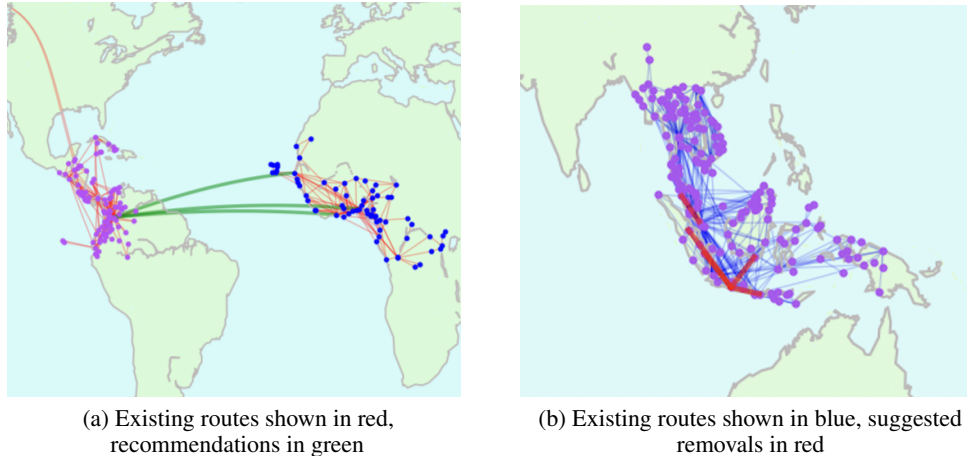 (a) Existing routes shown in red,
recommendations in green
(b) Existing routes shown in blue, suggested
removals in red